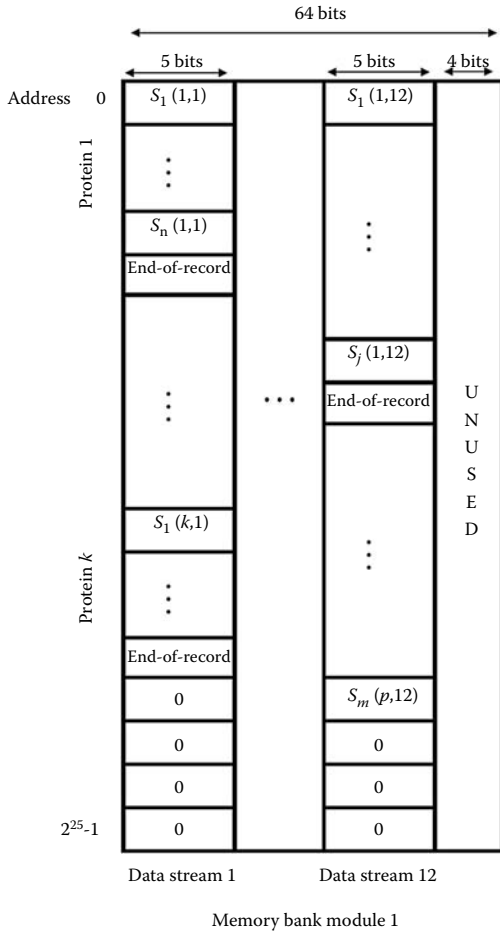 64 bits
5 bits 5 bits 4 bits
Address 0 S₁ (1,1) S₁ (1,12)
Protein 1
⋮ ⋮
Sₙ (1,1)
End-of-record
Sⱼ (1,12)
⋮ ... End-of-record
U
N
U
S
E
D
S₁ (k,1)
Protein k
⋮ ⋮
End-of-record
0 Sₘ (p,12)
0 0
0 0
2²⁵-1 0 0
Data stream 1 Data stream 12
Memory bank module 1